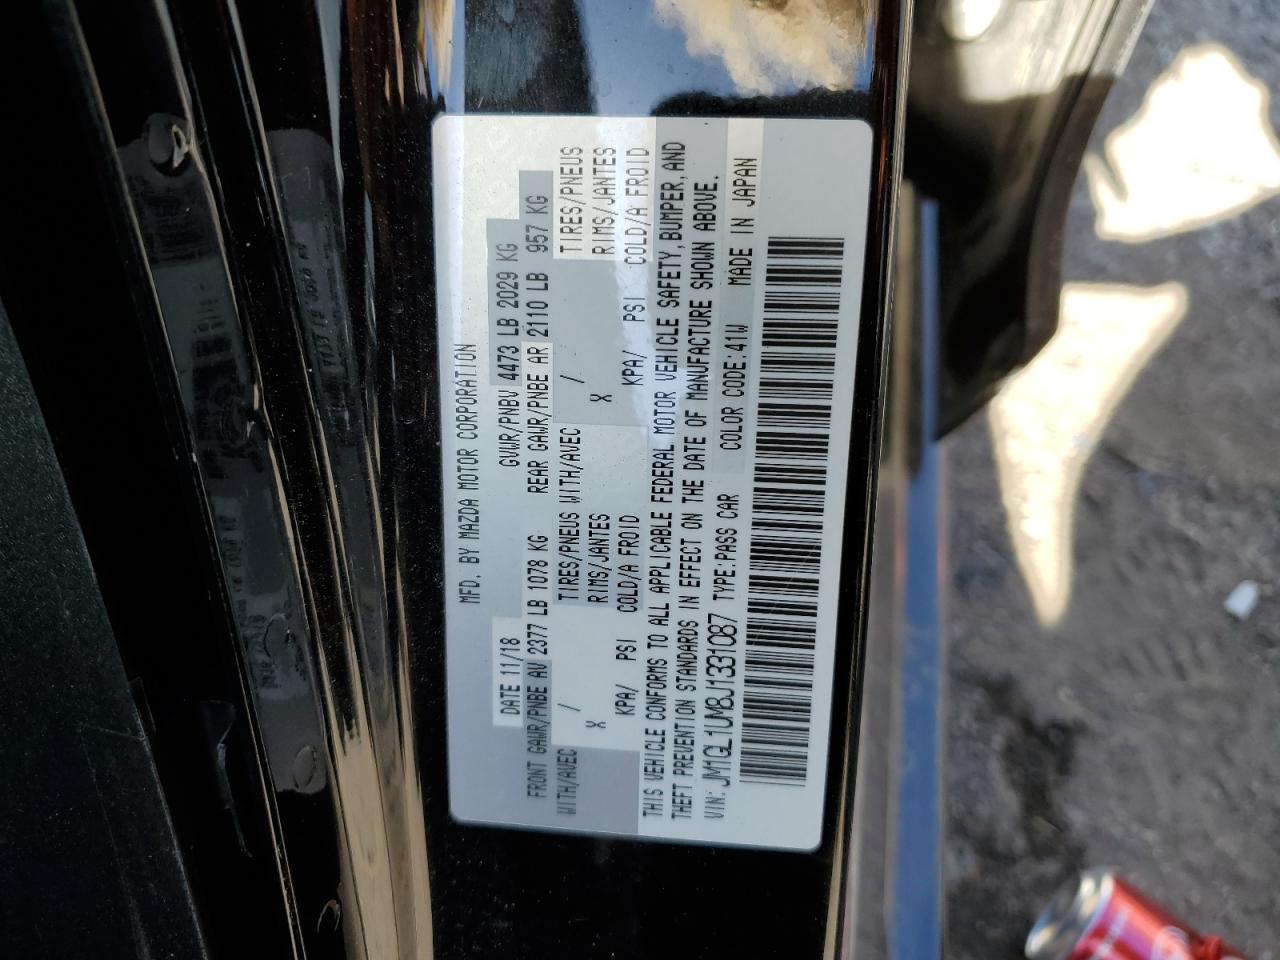 MFD. BY MAZDA MOTOR CORPORATION
DATE 11/18 GVWR/PNBV 4473 LB 2029 KG
FRONT GAWR/PNBE AV 2377 LB 1078 KG REAR GAWR/PNBE AR 2110 LB 957 KG
WITH/AVEC / TIRES/PNEUS WITH/AVEC / TIRES/PNEUS
X RIMS/JANTES X RIMS/JANTES
KPA/ PSI COLD/A FROID KPA/ PSI COLD/A FROID
THIS VEHICLE CONFORMS TO ALL APPLICABLE FEDERAL MOTOR VEHICLE SAFETY, BUMPER, AND
THEFT PREVENTION STANDARDS IN EFFECT ON THE DATE OF MANUFACTURE SHOWN ABOVE.
VIN: JM1GL1UM8J1331087 TYPE:PASS CAR COLOR CODE:41W MADE IN JAPAN